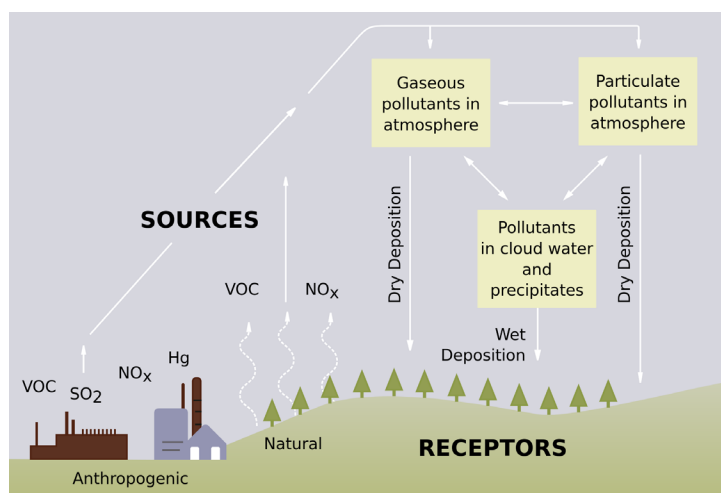 Gaseous
pollutants in
atmosphere
Particulate
pollutants in
atmosphere
SOURCES
Dry Deposition
Pollutants
in cloud water
and
precipitates
Dry Deposition
VOC
NOx
Wet
Deposition
VOC
SO2
NOx
Hg
Natural
RECEPTORS
Anthropogenic